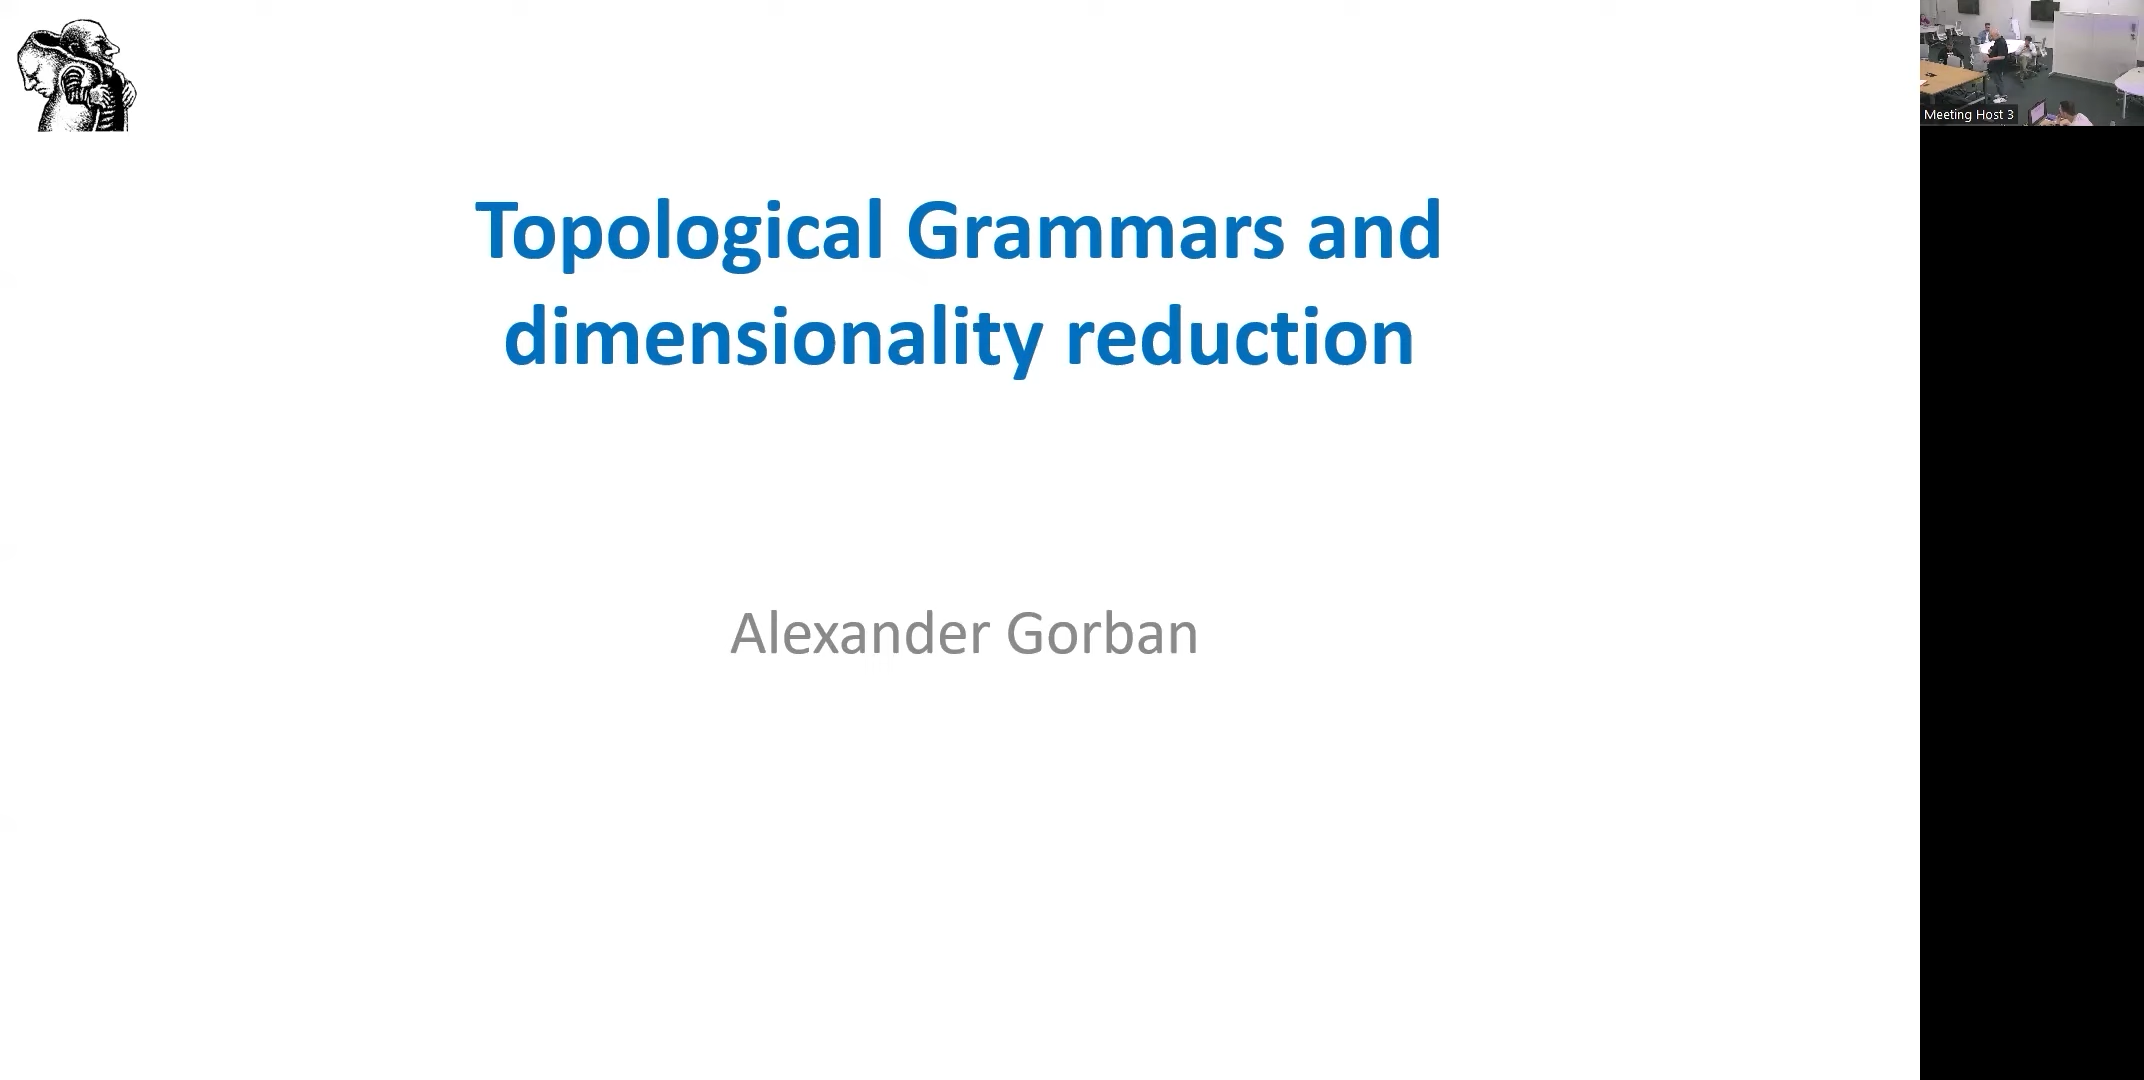 Topological Grammars and
dimensionality reduction
Alexander Gorban
Meeting Host 3